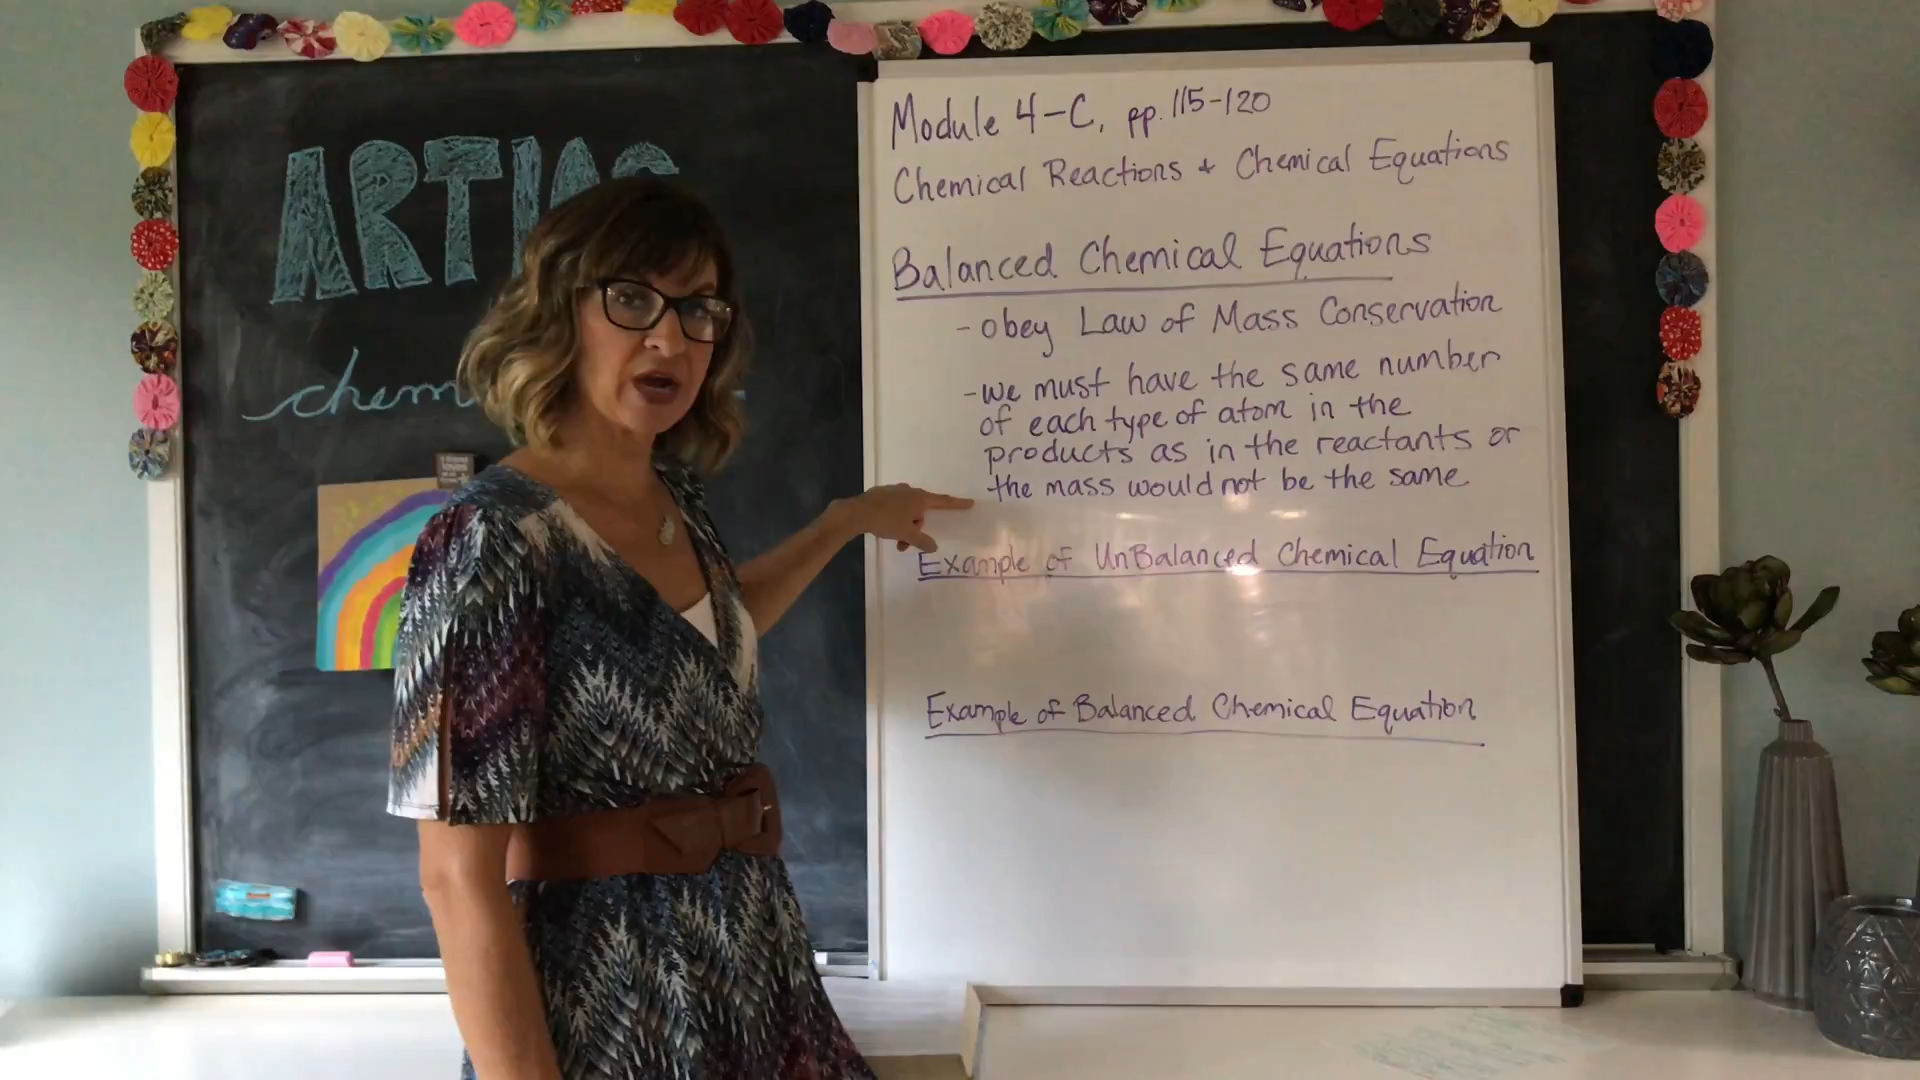 ARTIOS
chem
Module 4-C, pp. 115-120
Chemical Reactions + Chemical Equations
Balanced Chemical Equations
- obey Law of Mass Conservation
- we must have the same number
of each type of atom in the
products as in the reactants or
the mass would not be the same
Example of UnBalanced Chemical Equation
Example of Balanced Chemical Equation